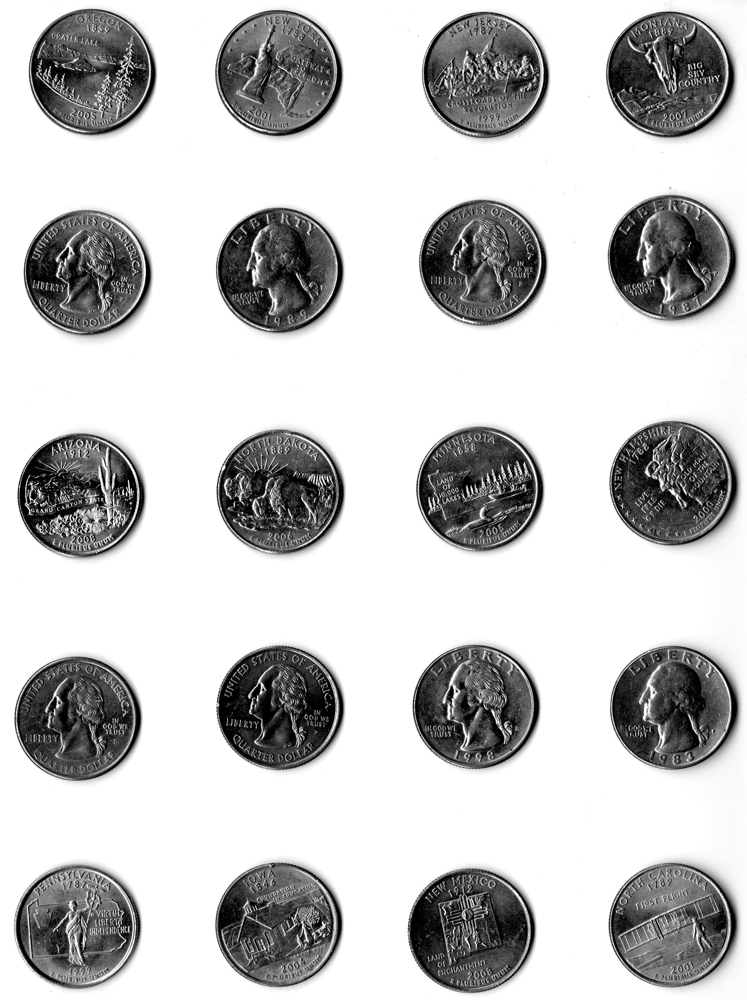 OREGON
1859
CRATER LAKE
2005
E PLURIBUS UNUM
NEW YORK
1788
GATEWAY
TO
FREEDOM
2001
E PLURIBUS UNUM
NEW JERSEY
1787
CROSSROADS OF THE
REVOLUTION
1999
E PLURIBUS UNUM
MONTANA
1889
BIG
SKY
COUNTRY
2007
E PLURIBUS UNUM
UNITED STATES OF AMERICA
LIBERTY
IN
GOD WE
TRUST
P
QUARTER DOLLAR
LIBERTY
IN GOD WE
TRUST
P
1989
UNITED STATES OF AMERICA
LIBERTY
IN
GOD WE
TRUST
P
QUARTER DOLLAR
LIBERTY
IN GOD WE
TRUST
P
1987
ARIZONA
1912
GRAND CANYON STATE
2008
E PLURIBUS UNUM
NORTH DAKOTA
1889
2006
E PLURIBUS UNUM
MINNESOTA
1858
LAND
OF
10,000
LAKES
2005
E PLURIBUS UNUM
NEW HAMPSHIRE
1788
OLD MAN
OF THE
MOUNTAIN
LIVE
FREE
OR DIE
2000
E PLURIBUS UNUM
UNITED STATES OF AMERICA
LIBERTY
IN
GOD WE
TRUST
D
QUARTER DOLLAR
UNITED STATES OF AMERICA
LIBERTY
IN
GOD WE
TRUST
P
QUARTER DOLLAR
LIBERTY
IN GOD WE
TRUST
D
1998
LIBERTY
IN GOD WE
TRUST
P
1983
PENNSYLVANIA
1787
VIRTUE
LIBERTY
INDEPENDENCE
1999
E PLURIBUS UNUM
IOWA
1846
FOUNDATION
IN EDUCATION
GRANT WOOD
2004
E PLURIBUS UNUM
NEW MEXICO
1912
LAND
OF
ENCHANTMENT
2008
E PLURIBUS UNUM
NORTH CAROLINA
1789
FIRST FLIGHT
2001
E PLURIBUS UNUM